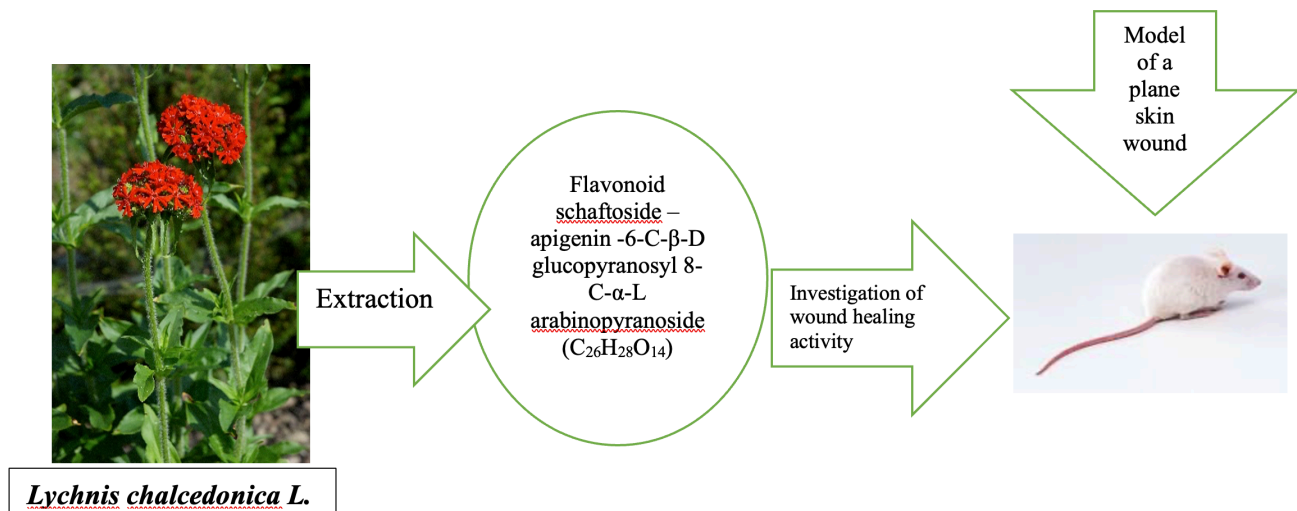 Lychnis chalcedonica L.
Extraction
Flavonoid
schaftoside –
apigenin -6-C-β-D
glucopyranosyl 8-
C-α-L
arabinopyranoside
(C₂₆H₂₈O₁₄)
Investigation of
wound healing
activity
Model
of a
plane
skin
wound